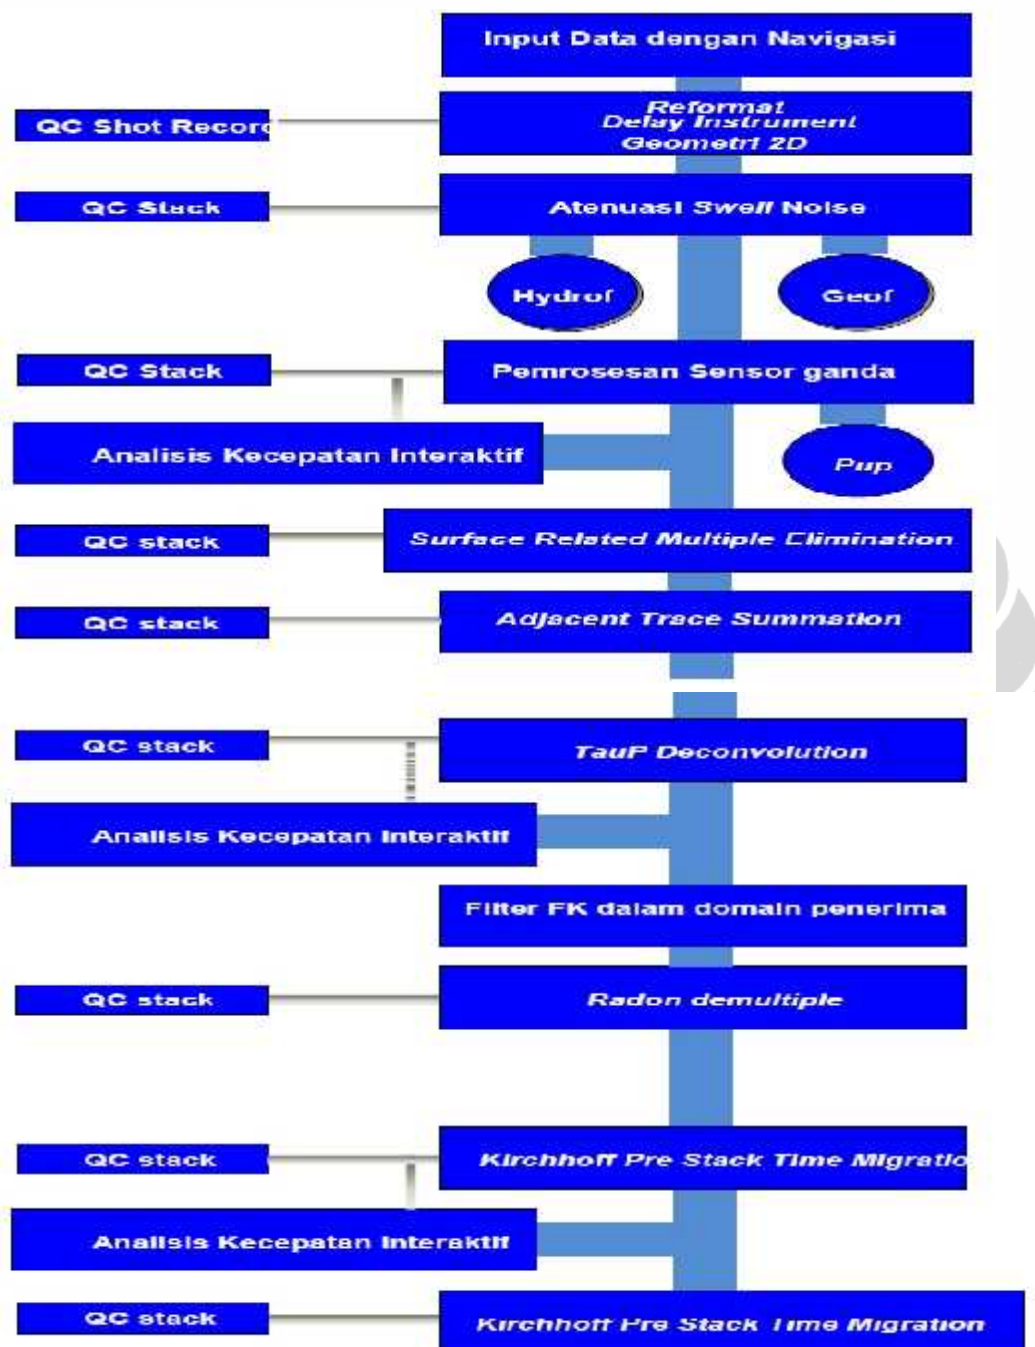 Input Data dengan Navigasi
QC Shot Recor
Reformat
Delay Instrument
Geometri 2D
QC Stack
Atenuasi Swell Noise
Hydrof
Geof
QC Stack
Pemrosesan Sensor ganda
Analisis Kecepatan Interaktif
Pup
QC stack
Surface Related Multiple Elimination
QC stack
Adjacent Trace Summation
QC stack
TauP Deconvolution
Analisis Kecepatan Interaktif
Filter FK dalam domain penerima
QC stack
Radon demultiple
QC stack
Kirchhoff Pre Stack Time Migratio
Analisis Kecepatan Interaktif
QC stack
Kirchhoff Pre Stack Time Migration